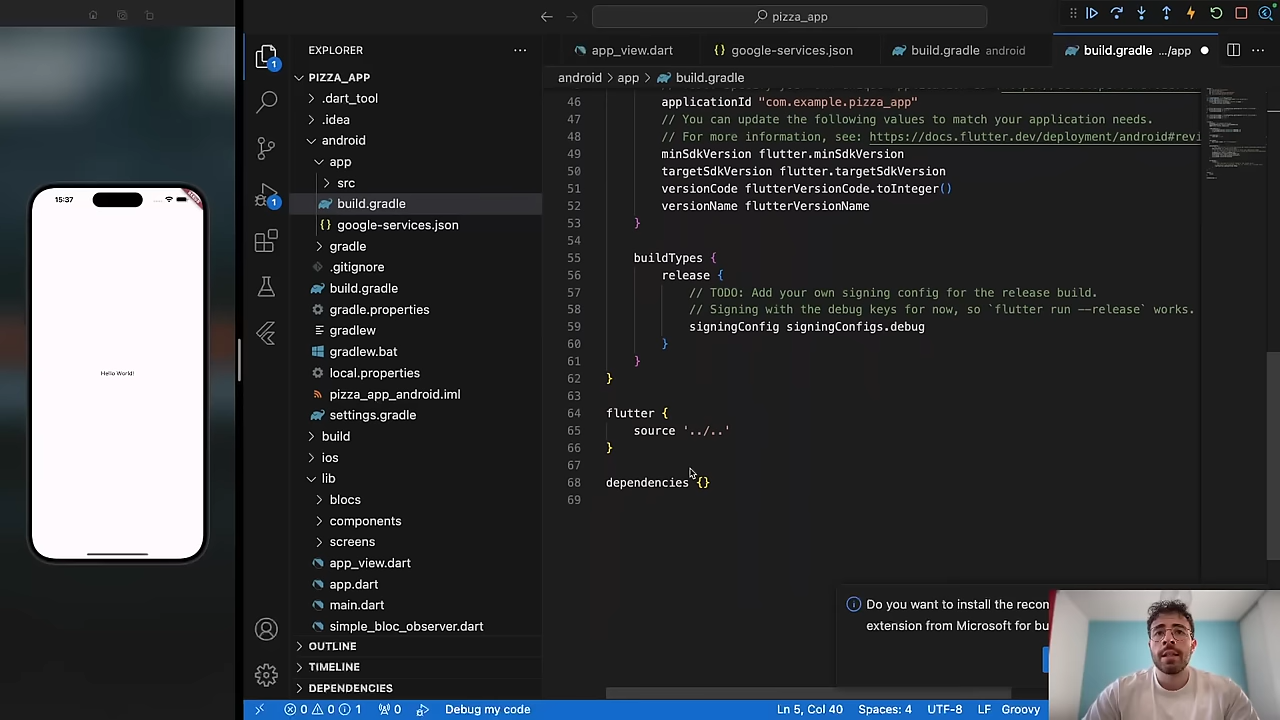 pizza_app
EXPLORER
app_view.dart
google-services.json
build.gradle android
build.gradle .../app
PIZZA_APP
android > app > build.gradle
.dart_tool
.idea
android
app
src
build.gradle
google-services.json
gradle
.gitignore
build.gradle
gradle.properties
gradlew
gradlew.bat
local.properties
pizza_app_android.iml
settings.gradle
build
ios
lib
blocs
components
screens
app_view.dart
app.dart
main.dart
simple_bloc_observer.dart
OUTLINE
TIMELINE
DEPENDENCIES
46 applicationId "com.example.pizza_app"
47 // You can update the following values to match your application needs.
48 // For more information, see: https://docs.flutter.dev/deployment/android#revi
49 minSdkVersion flutter.minSdkVersion
50 targetSdkVersion flutter.targetSdkVersion
51 versionCode flutterVersionCode.toInteger()
52 versionName flutterVersionName
53 }
54
55 buildTypes {
56 release {
57 // TODO: Add your own signing config for the release build.
58 // Signing with the debug keys for now, so `flutter run --release` works.
59 signingConfig signingConfigs.debug
60 }
61 }
62 }
63
64 flutter {
65 source '../..'
66 }
67
68 dependencies {}
69
Do you want to install the recom
extension from Microsoft for bu
15:37
Hello World!
1
1
0 0 1
0
Debug my code
Ln 5, Col 40
Spaces: 4
UTF-8
LF
Groovy